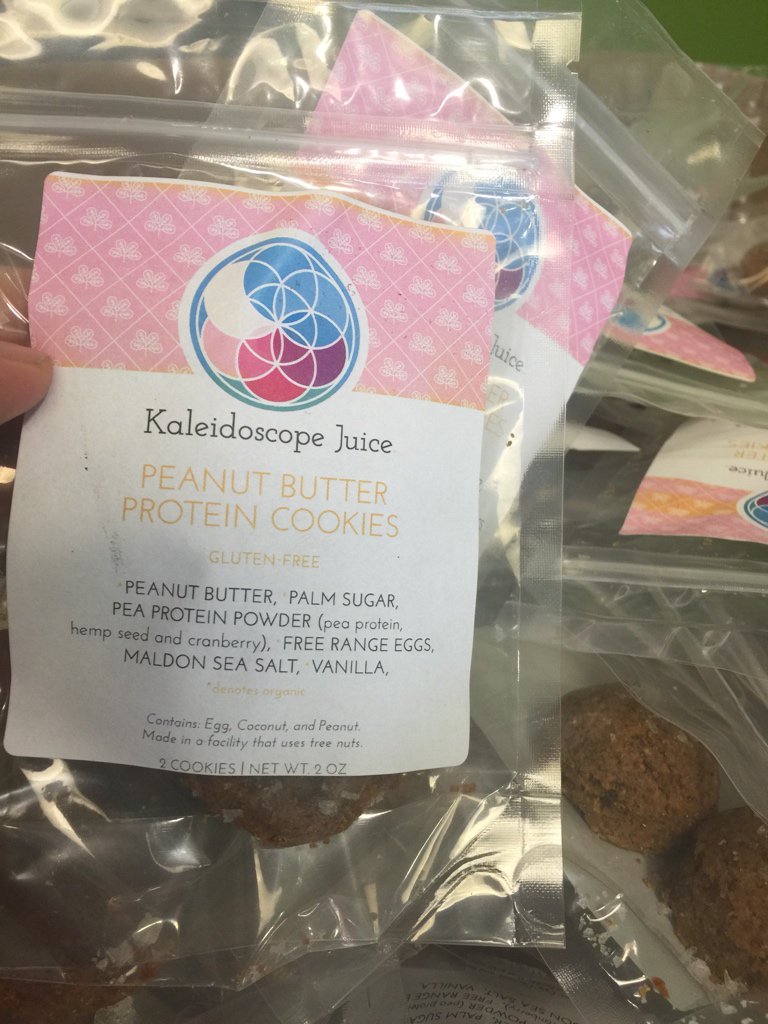 Kaleidoscope Juice
PEANUT BUTTER
PROTEIN COOKIES
GLUTEN-FREE
*PEANUT BUTTER, *PALM SUGAR,
PEA PROTEIN POWDER (pea protein,
hemp seed and cranberry), *FREE RANGE EGGS,
MALDON SEA SALT, *VANILLA,
*denotes organic
Contains: Egg, Coconut, and Peanut.
Made in a facility that uses tree nuts.
2 COOKIES | NET WT. 2 OZ
Juice